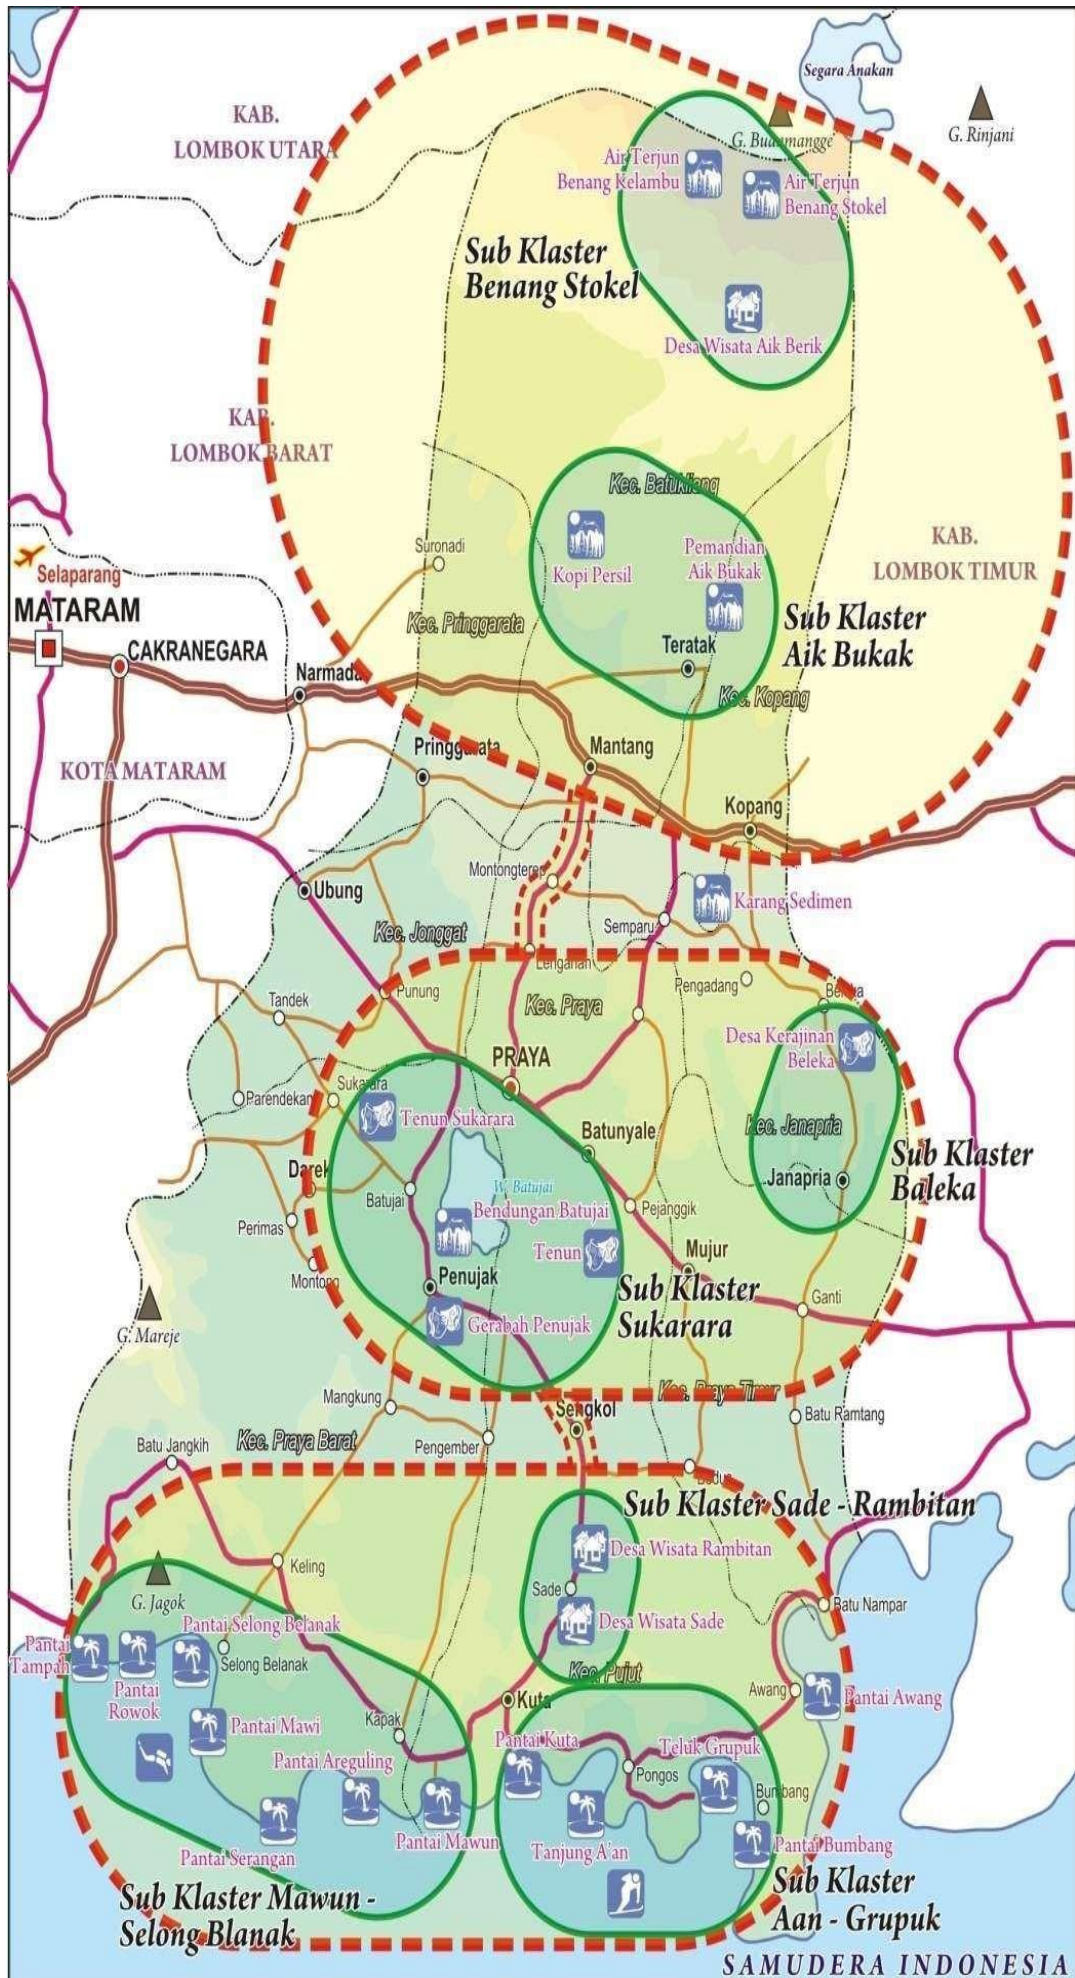 Segara Anakan
G. Rinjani
KAB.
LOMBOK UTARA
G. Buanmangge
Air Terjun
Benang Kelambu
Air Terjun
Benang Stokel
Sub Klaster
Benang Stokel
Desa Wisata Aik Berik
KAB.
LOMBOK BARAT
Kec. Batukliang
Suronadi
Kopi Persil
Pemandian
Aik Bukak
KAB.
LOMBOK TIMUR
Selaparang
MATARAM
CAKRANEGARA
Kec. Pringgarata
Sub Klaster
Aik Bukak
Teratak
Narmada
Kec. Kopang
Pringgarata
Mantang
KOTA MATARAM
Kopang
Montongterep
Ubung
Karang Sedimen
Semparu
Kec. Jonggat
Lengahan
Pengadang
Beleka
Punung
Kec. Praya
Tandek
Desa Kerajinan
Beleka
PRAYA
Sukarara
Parendekan
Tenun Sukarara
Batunyale
Kec. Janapria
Sub Klaster
Baleka
Darek
Janapria
Batujai
W. Batujai
Bendungan Batujai
Pejanggik
Perimas
Tenun
Mujur
Montong
Penujak
Sub Klaster
Sukarara
Ganti
G. Mareje
Gerabah Penujak
Kec. Praya Timur
Mangkung
Sengkol
Batu Ramtang
Batu Jangkih
Kec. Praya Barat
Pengember
Sub Klaster Sade - Rambitan
Desa Wisata Rambitan
Keling
Sade
G. Jagok
Batu Nampar
Pantai Selong Belanak
Desa Wisata Sade
Pantai
Tampah
Selong Belanak
Kec. Pujut
Pantai
Rowok
Awang
Pantai Awang
Kuta
Pantai Mawi
Kapak
Pantai Kuta
Teluk Grupuk
Pantai Areguling
Pongos
Bumbang
Pantai Mawun
Tanjung A'an
Pantai Bumbang
Pantai Serangan
Sub Klaster Mawun -
Selong Blanak
Sub Klaster
Aan - Grupuk
SAMUDERA INDONESIA